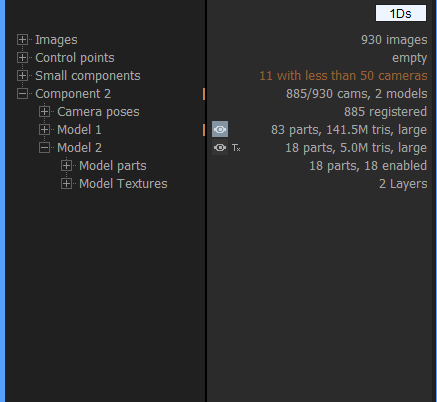 1Ds
Images 930 images
Control points empty
Small components 11 with less than 50 cameras
Component 2 885/930 cams, 2 models
Camera poses 885 registered
Model 1 83 parts, 141.5M tris, large
Model 2 Tx 18 parts, 5.0M tris, large
Model parts 18 parts, 18 enabled
Model Textures 2 Layers